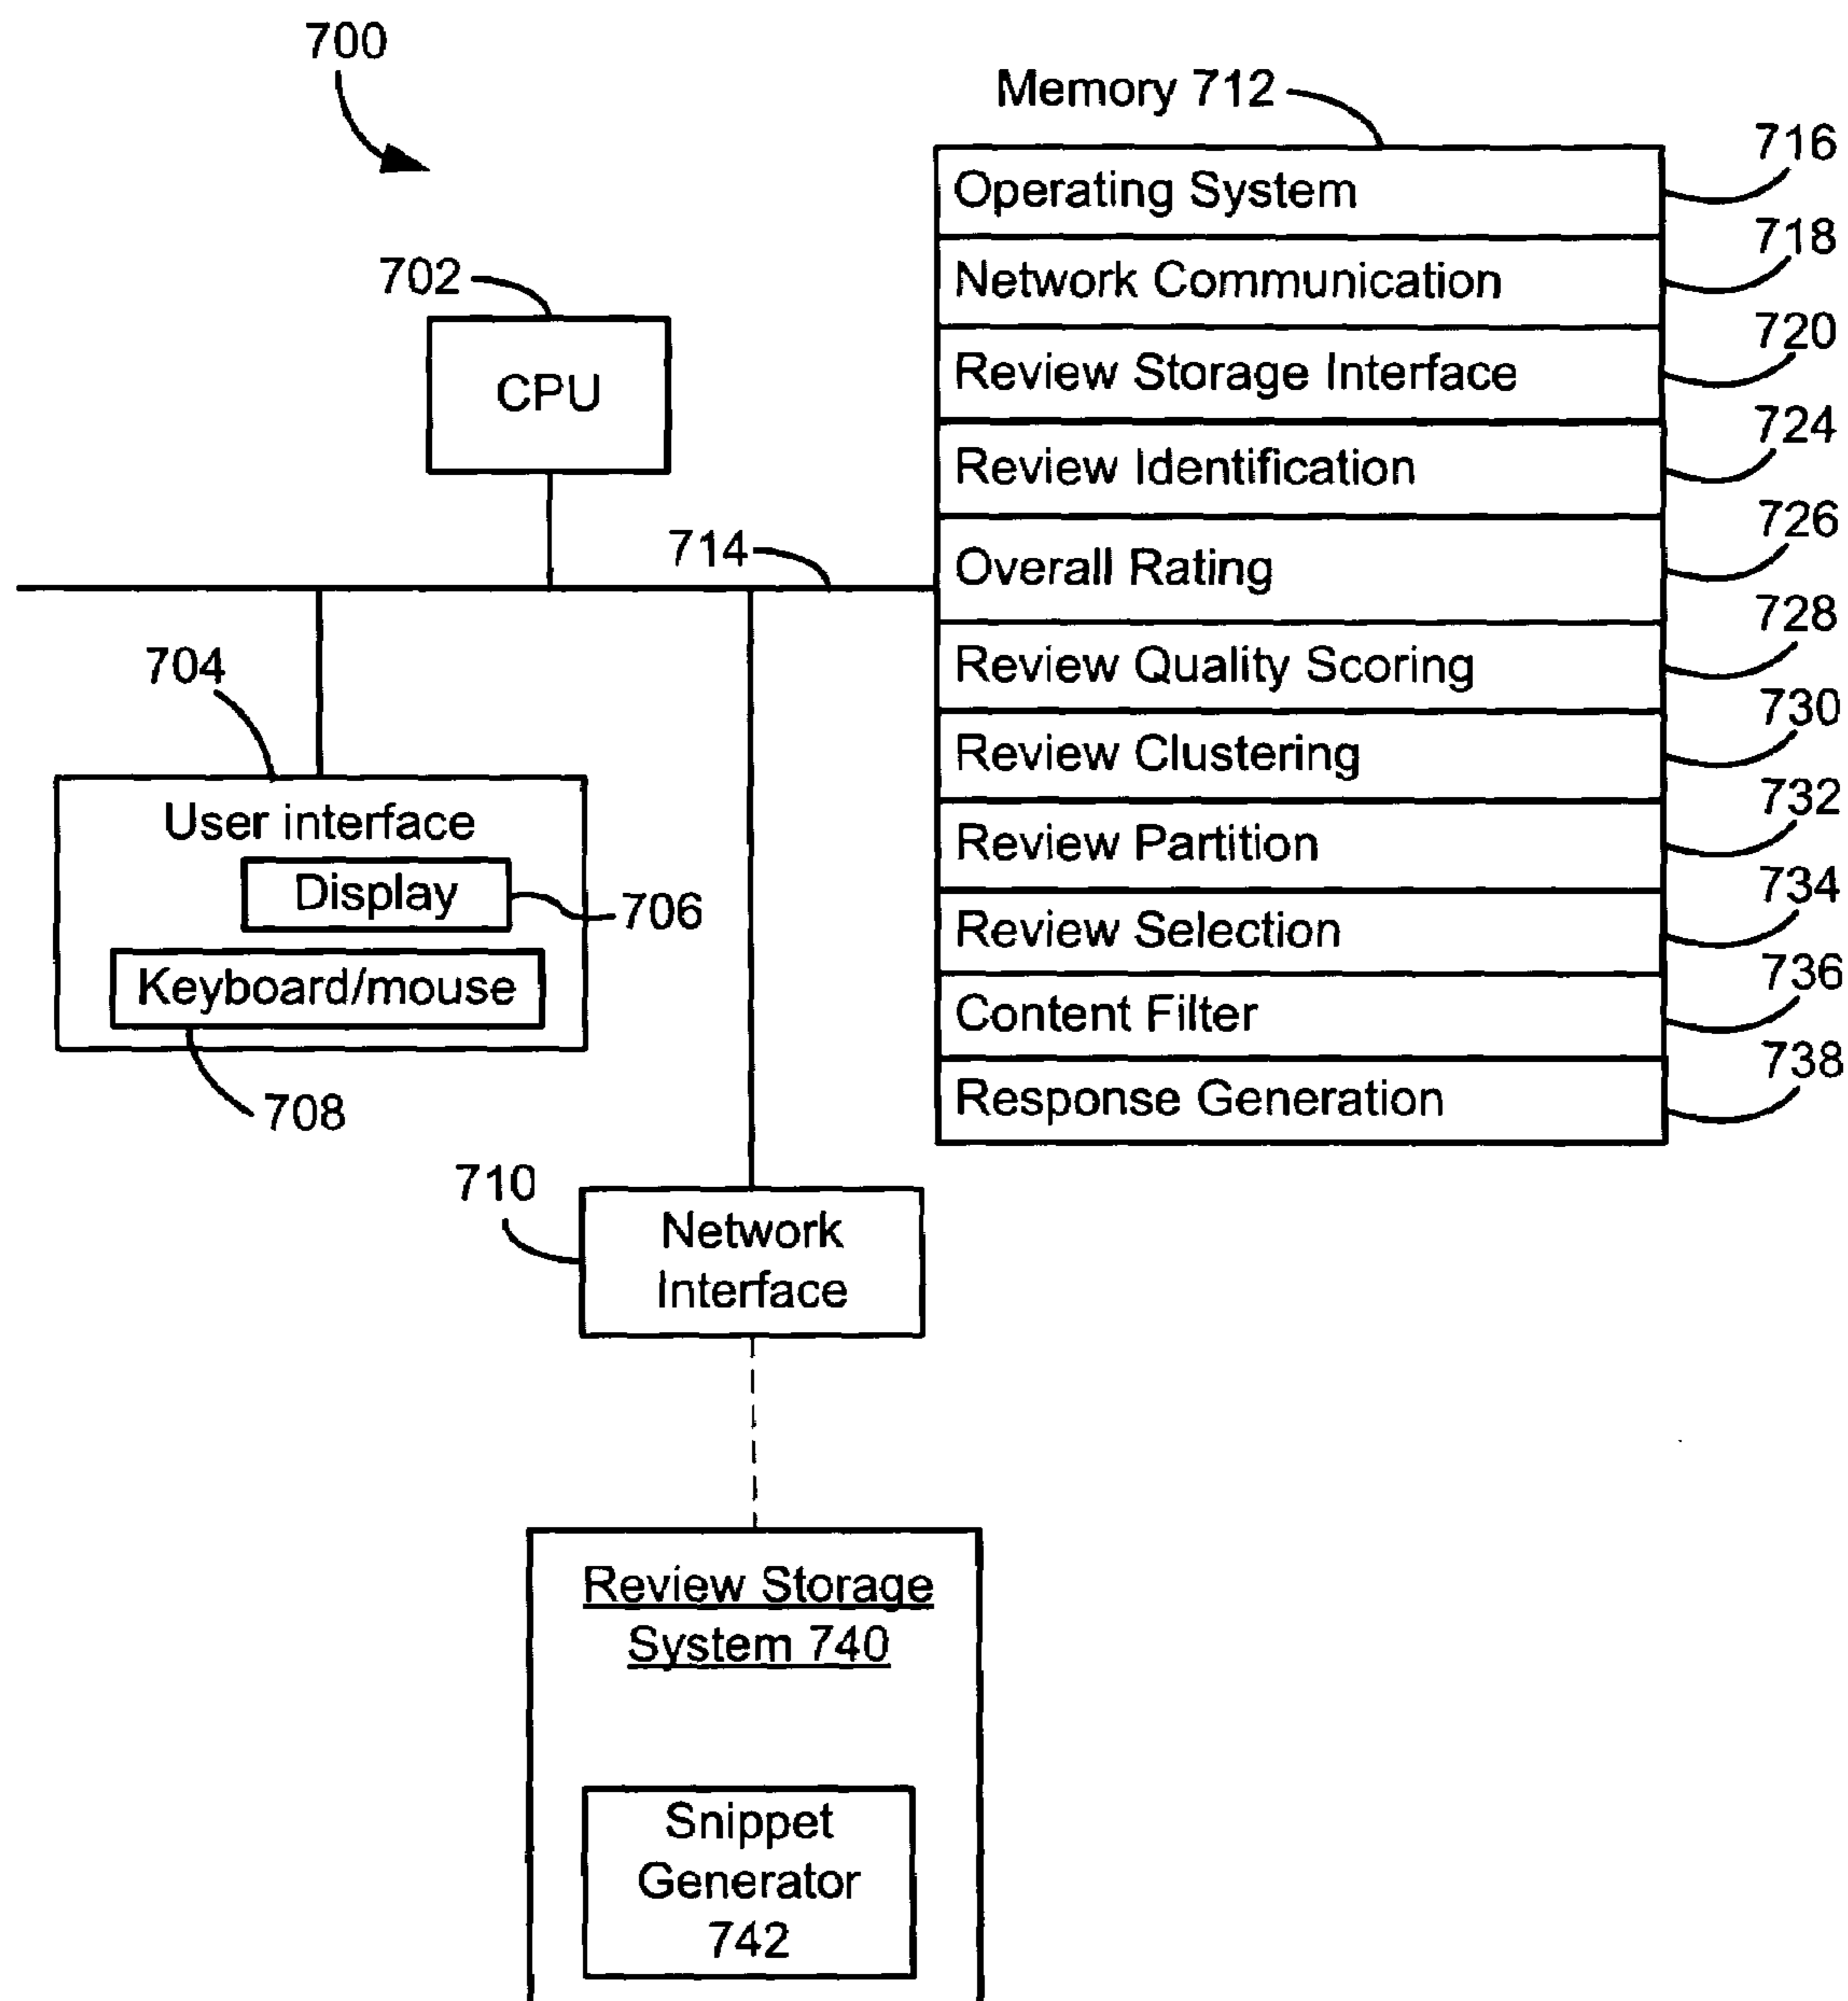 700
Memory 712
716
Operating System
718
Network Communication
702
720
Review Storage Interface
CPU
724
Review Identification
726
714
Overall Rating
728
704
Review Quality Scoring
730
Review Clustering
User interface
732
Review Partition
Display
706
734
Review Selection
Keyboard/mouse
736
Content Filter
738
Response Generation
708
710
Network
Interface
Review Storage
System 740
Snippet
Generator
742